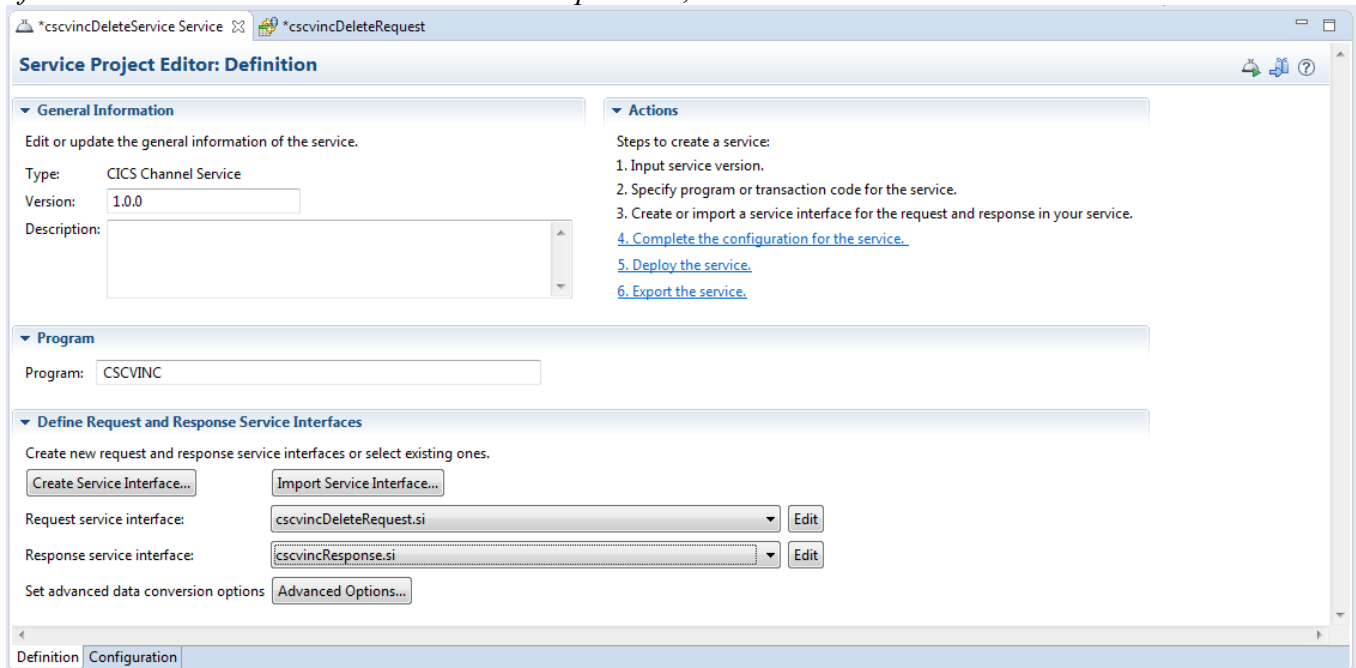 *cscvincDeleteService Service *cscvincDeleteRequest
Service Project Editor: Definition
General Information
Edit or update the general information of the service.
Type: CICS Channel Service
Version: 1.0.0
Description:
Actions
Steps to create a service:
1. Input service version.
2. Specify program or transaction code for the service.
3. Create or import a service interface for the request and response in your service.
4. Complete the configuration for the service.
5. Deploy the service.
6. Export the service.
Program
Program: CSCVINC
Define Request and Response Service Interfaces
Create new request and response service interfaces or select existing ones.
Create Service Interface... Import Service Interface...
Request service interface: cscvincDeleteRequest.si Edit
Response service interface: cscvincResponse.si Edit
Set advanced data conversion options Advanced Options...
Definition Configuration